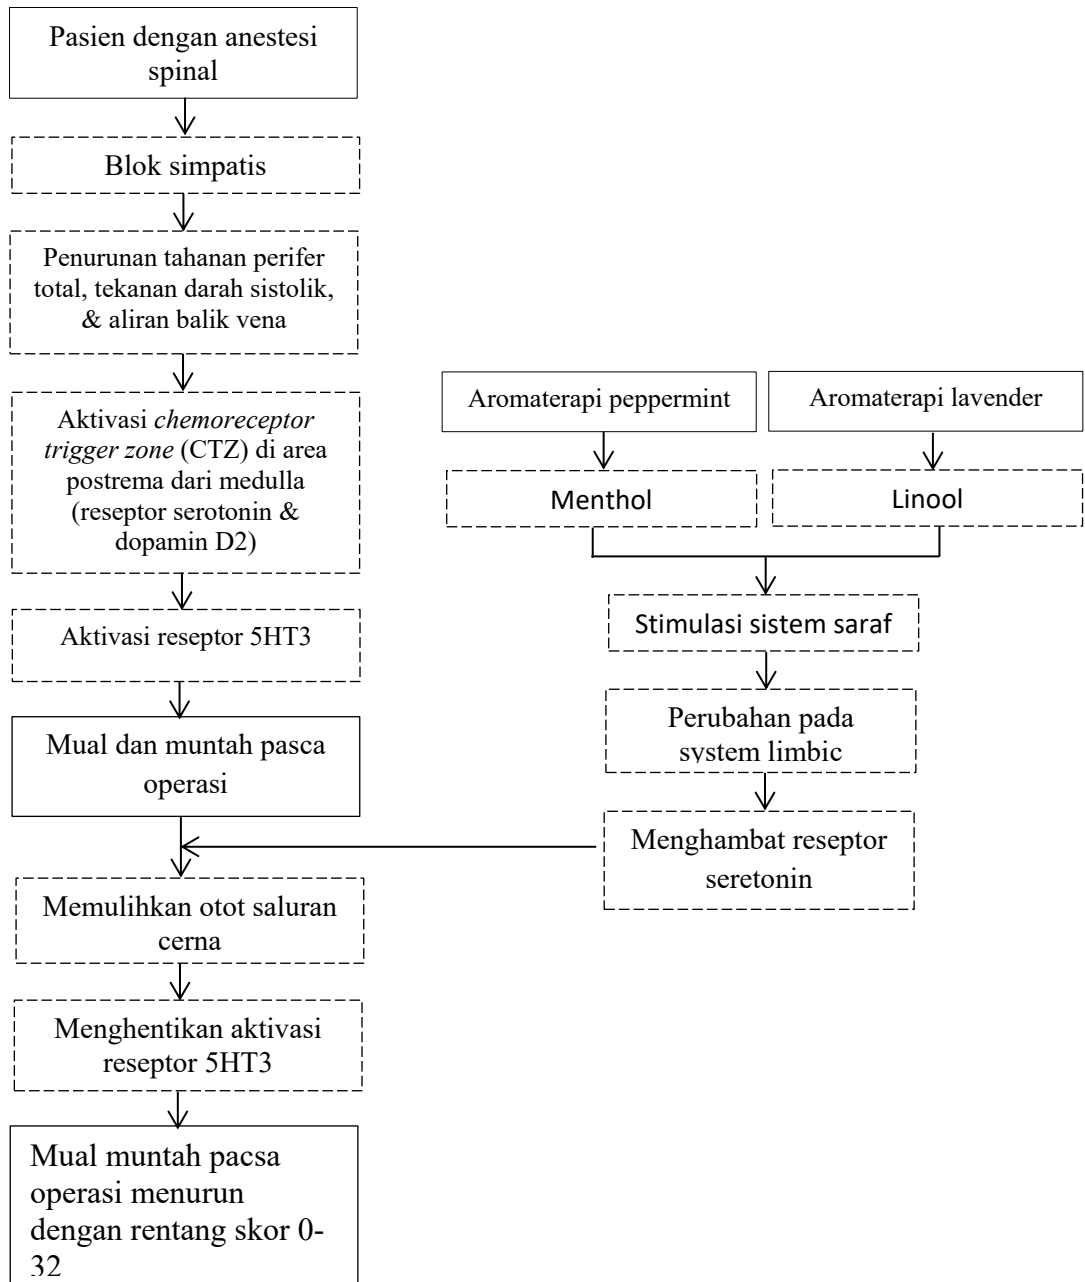 Pasien dengan anestesi
spinal
Blok simpatis
Penurunan tahanan perifer
total, tekanan darah sistolik,
& aliran balik vena
Aktivasi chemoreceptor
trigger zone (CTZ) di area
postrema dari medulla
(reseptor serotonin &
dopamin D2)
Aktivasi reseptor 5HT3
Mual dan muntah pasca
operasi
Aromaterapi peppermint
Aromaterapi lavender
Menthol
Linool
Stimulasi sistem saraf
Perubahan pada
system limbic
Menghambat reseptor
seretonin
Memulihkan otot saluran
cerna
Menghentikan aktivasi
reseptor 5HT3
Mual muntah pacsa
operasi menurun
dengan rentang skor 0-
32